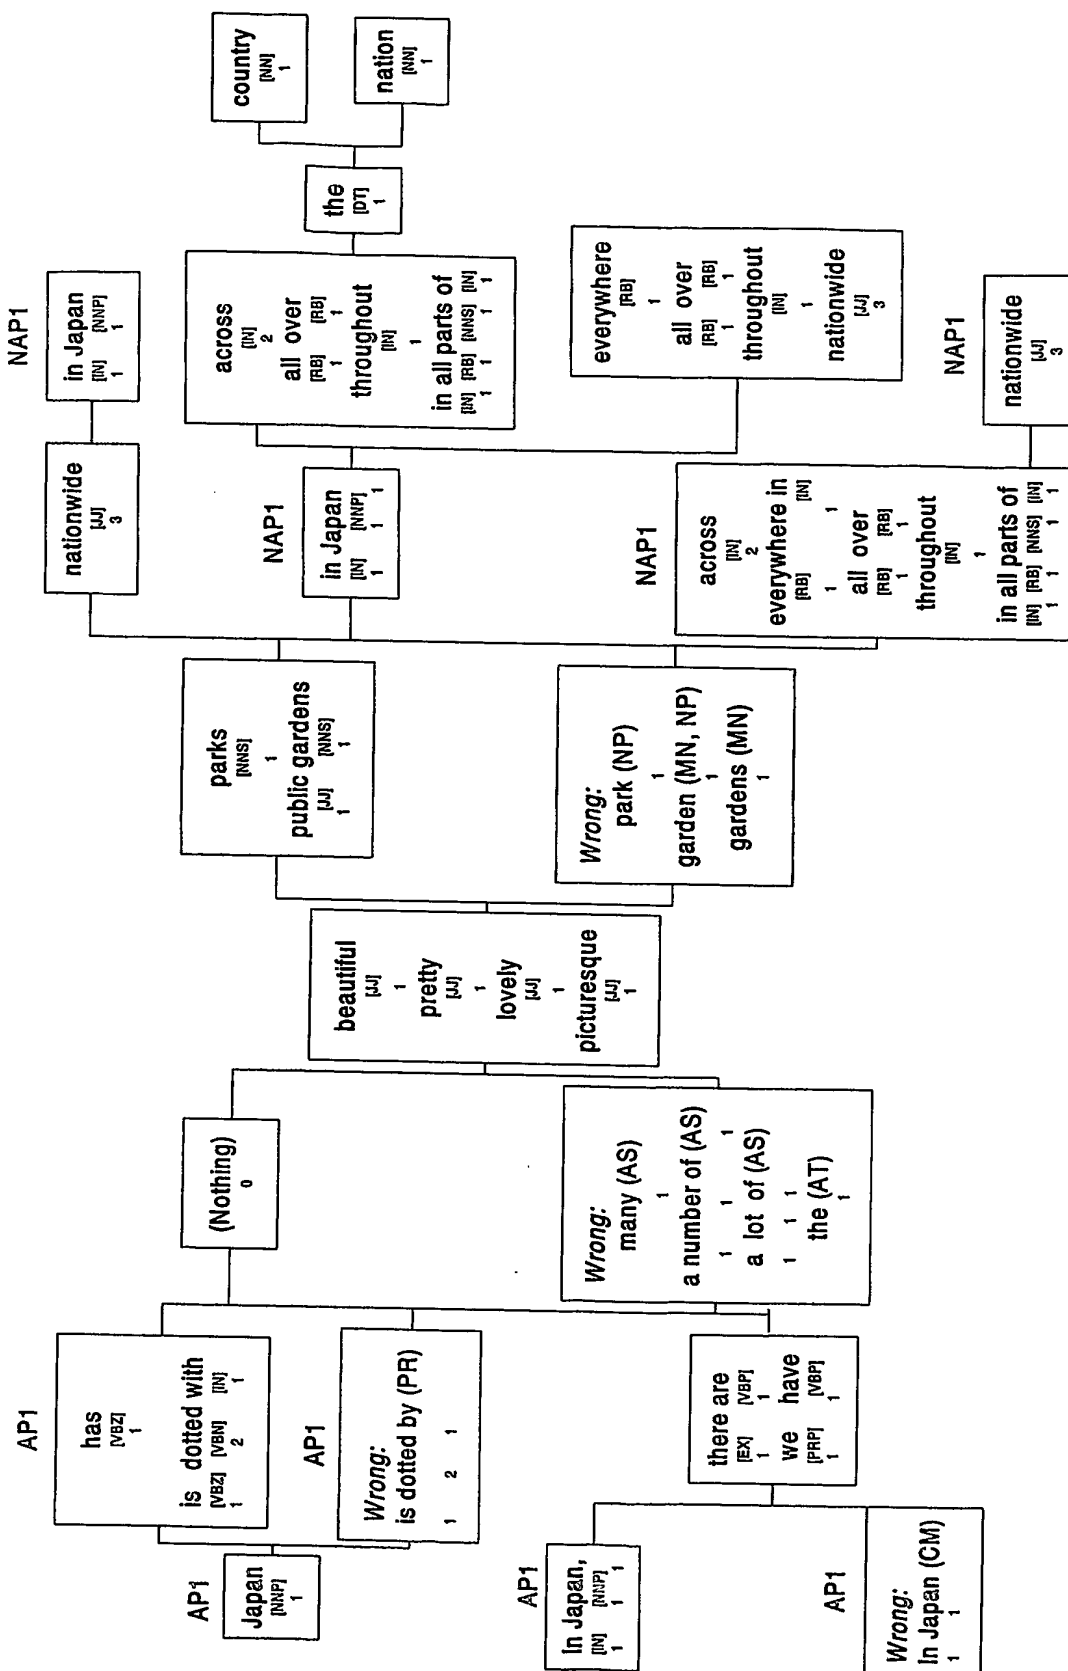 AP1
Japan
[NNP]
1
AP1
has
[VBZ]
1
is dotted with
[VBZ] [VBN] [IN]
1 2 1
AP1
Wrong:
is dotted by (PR)
1 2 1
AP1
In Japan,
[IN] [NNP]
1 1 1
AP1
Wrong:
In Japan (CM)
1 1
there are
[EX] [VBP]
1 1
we have
[PRP] [VBP]
1 1
(Nothing)
0
Wrong:
many (AS)
1
a number of (AS)
1 1 1
a lot of (AS)
1 1 1
the (AT)
1
beautiful
[JJ]
1
pretty
[JJ]
1
lovely
[JJ]
1
picturesque
[JJ]
1
parks
[NNS]
1
public gardens
[JJ] [NNS]
1 1
Wrong:
park (NP)
1
garden (MN, NP)
1
gardens (MN)
1
nationwide
[JJ]
3
NAP1
in Japan
[IN] [NNP]
1 1
NAP1
in Japan
[IN] [NNP]
1 1 1
across
[IN]
2
all over
[RB] [RB]
1 1
throughout
[IN]
1
in all parts of
[IN] [RB] [NNS] [IN]
1 1 1 1
the
[DT]
1
country
[NN]
1
nation
[NN]
1
everywhere
[RB]
1
all over
[RB] [RB]
1 1
throughout
[IN]
1
nationwide
[JJ]
3
NAP1
across
[IN]
2
everywhere in
[RB] [IN]
1 1
all over
[RB] [RB]
1 1
throughout
[IN]
1
in all parts of
[IN] [RB] [NNS] [IN]
1 1 1 1
NAP1
nationwide
[JJ]
3